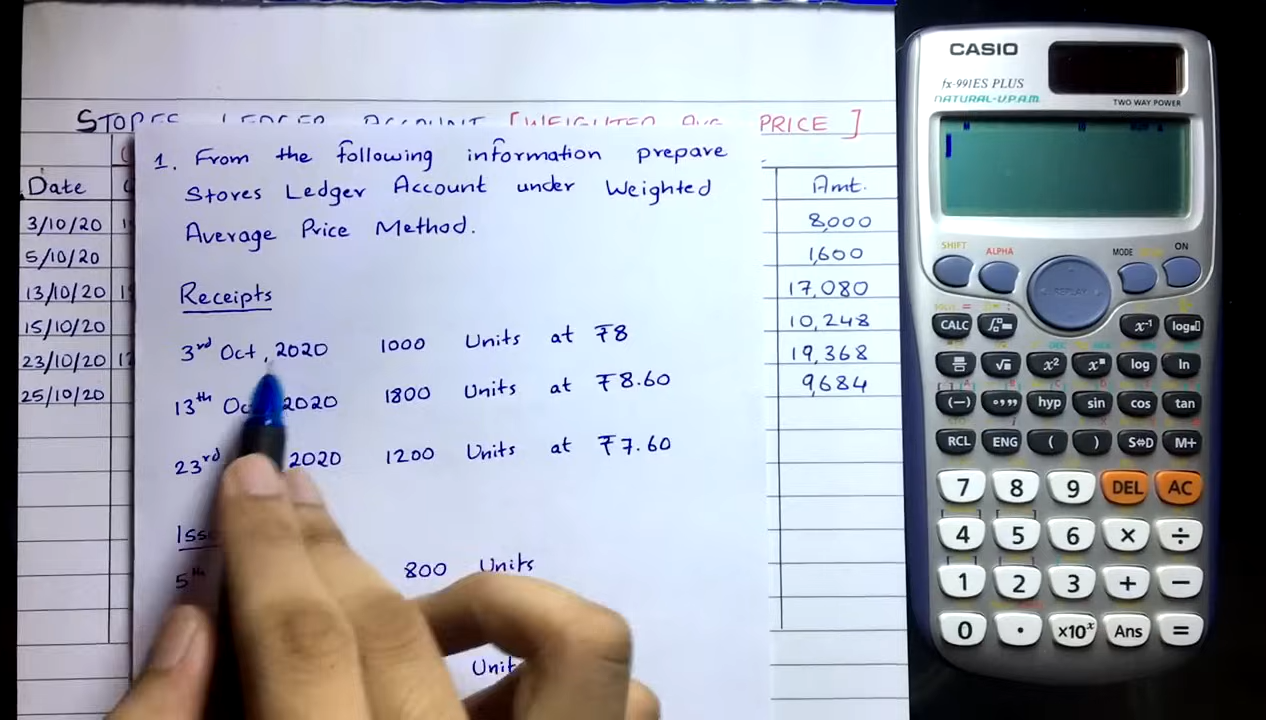 PRICE ]
1. From the following information prepare
Stores Ledger Account under Weighted
Average Price Method.
Receipts
3rd Oct, 2020 1000 Units at ₹8
13th 2020 1800 Units at ₹8.60
23rd 2020 1200 Units at ₹7.60
5th 800 Units
Date
3/10/20
5/10/20
13/10/20
15/10/20
23/10/20
25/10/20
Amt.
8,000
1,600
17,080
10,248
19,368
9,684
CASIO
fx-991ES PLUS
NATURAL-V.P.A.M.
TWO WAY POWER
SHIFT ALPHA MODE ON
REPLAY
CALC x⁻¹ log
x² log ln
(−) hyp sin cos tan
RCL ENG ( ) S⇔D M+
7 8 9 DEL AC
4 5 6 × ÷
1 2 3 + −
0 . ×10ˣ Ans =